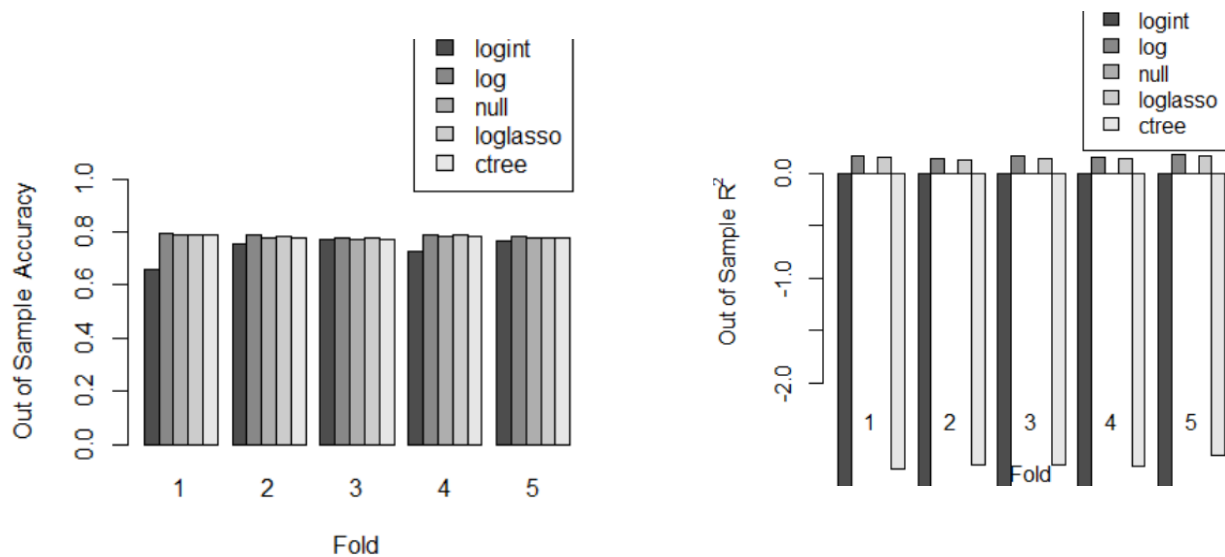 logint
log
null
loglasso
ctree
Out of Sample Accuracy
0.0 0.2 0.4 0.6 0.8 1.0
1 2 3 4 5
Fold
logint
log
null
loglasso
ctree
Out of Sample R²
0.0
-1.0
-2.0
1 2 3 4 5
Fold